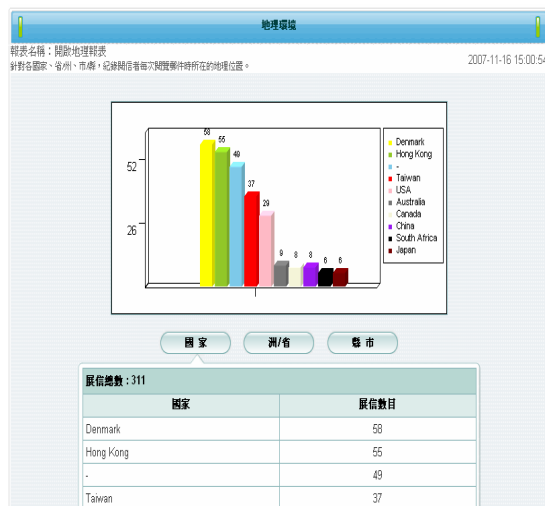 地理環境
報表名稱：開啟地理報表
針對各國家、省/州、市/縣，紀錄開信者每次開覽郵件時所在的地理位置。
2007-11-16 15:00:54
58
55
49
37
29
9
8
8
6
6
52
26
Denmark
Hong Kong
-
Taiwan
USA
Australia
Canada
China
South Africa
Japan
國 家
洲/省
縣 市
展信總數 : 311
國家 展信數目
Denmark 58
Hong Kong 55
- 49
Taiwan 37